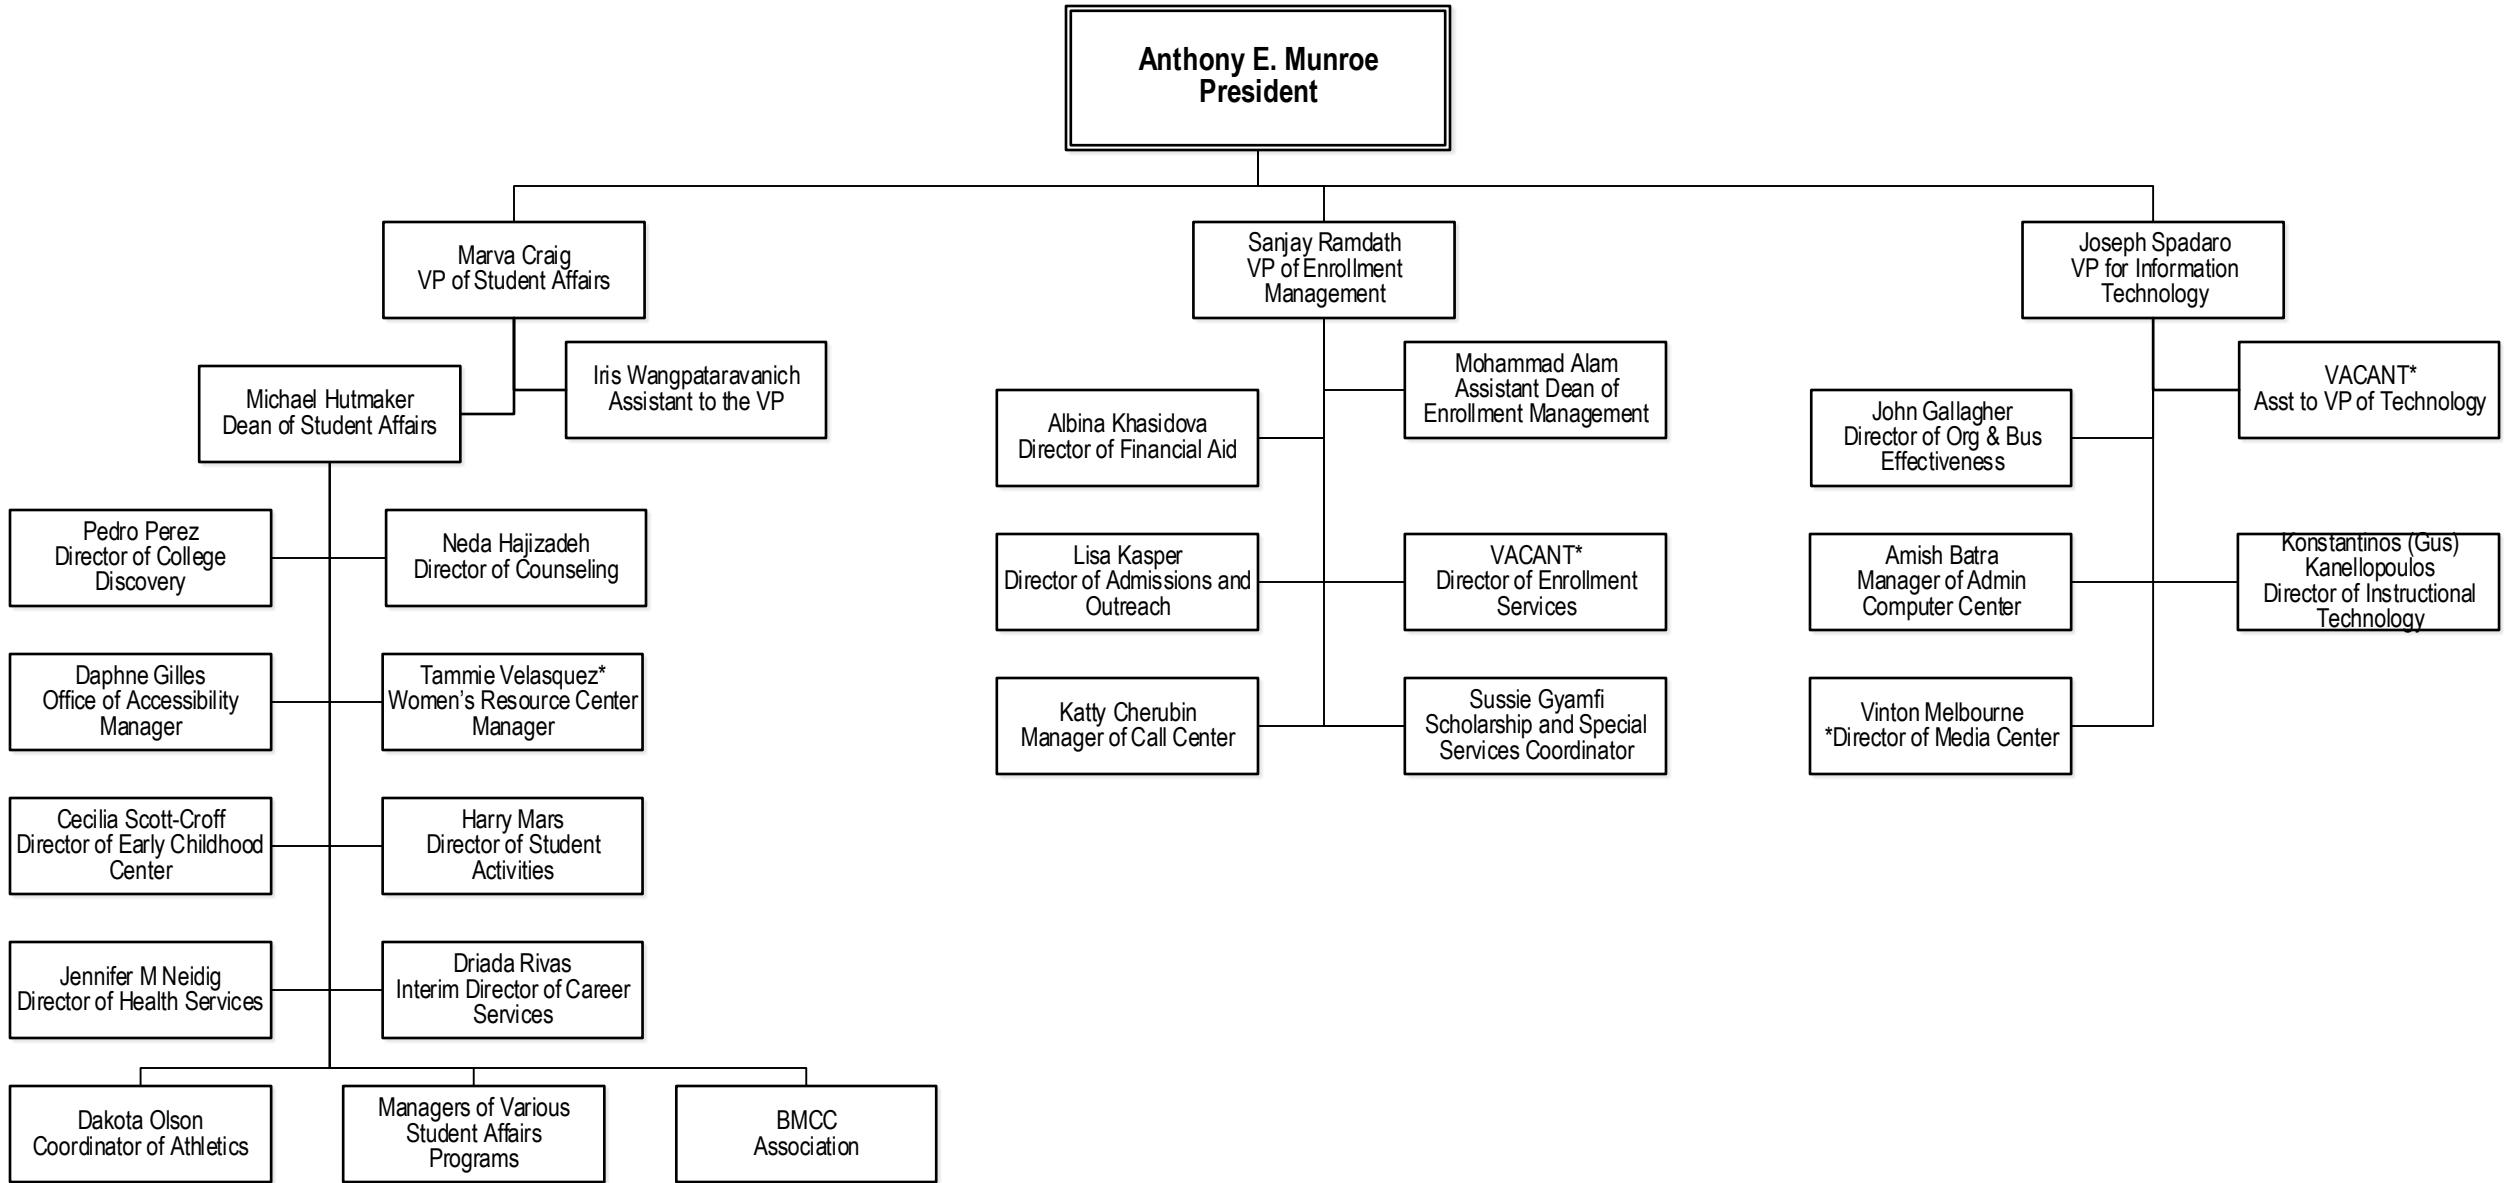 Anthony E. Munroe
President
Marva Craig
VP of Student Affairs
Sanjay Ramdath
VP of Enrollment
Management
Joseph Spadaro
VP for Information
Technology
Michael Hutmaker
Dean of Student Affairs
Iris Wangpataravanich
Assistant to the VP
Pedro Perez
Director of College
Discovery
Neda Hajizadeh
Director of Counseling
Daphne Gilles
Office of Accessibility
Manager
Tammie Velasquez*
Women's Resource Center
Manager
Cecilia Scott-Croff
Director of Early Childhood
Center
Harry Mars
Director of Student
Activities
Jennifer M Neidig
Director of Health Services
Driada Rivas
Interim Director of Career
Services
Dakota Olson
Coordinator of Athletics
Managers of Various
Student Affairs
Programs
BMCC
Association
Mohammad Alam
Assistant Dean of
Enrollment Management
Albina Khasidova
Director of Financial Aid
Lisa Kasper
Director of Admissions and
Outreach
VACANT*
Director of Enrollment
Services
Katty Cherubin
Manager of Call Center
Sussie Gyamfi
Scholarship and Special
Services Coordinator
VACANT*
Asst to VP of Technology
John Gallagher
Director of Org & Bus
Effectiveness
Amish Batra
Manager of Admin
Computer Center
Konstantinos (Gus)
Kanellopoulos
Director of Instructional
Technology
Vinton Melbourne
*Director of Media Center